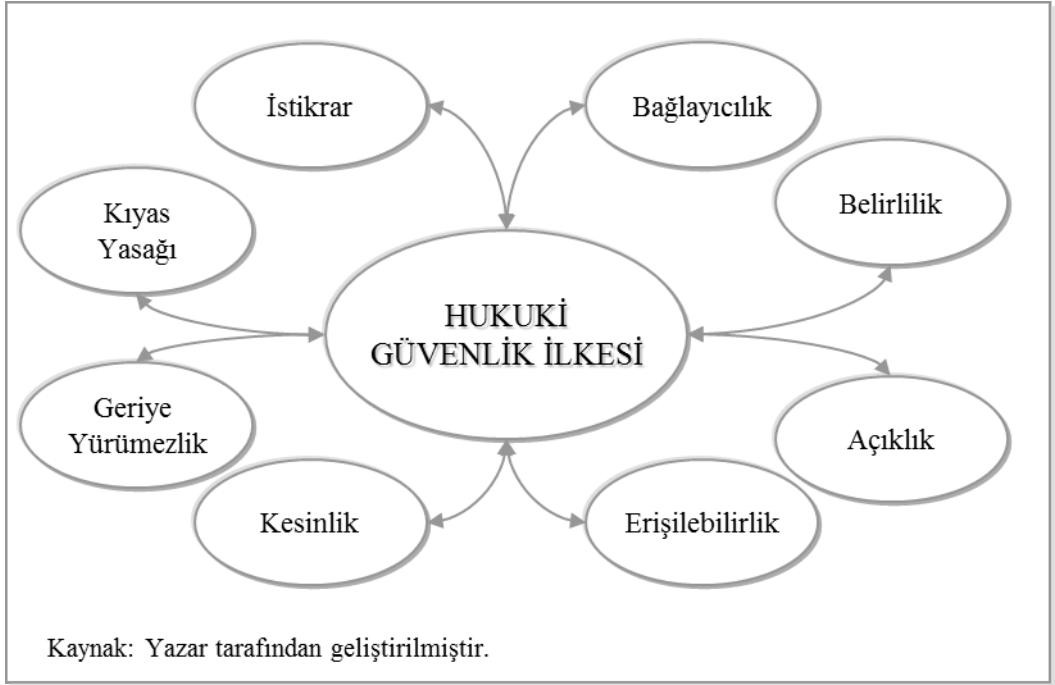 İstikrar
Bağlayıcılık
Kıyas
Yasağı
Belirlilik
HUKUKİ
GÜVENLİK İLKESİ
Geriye
Yürümezlik
Açıklık
Kesinlik
Erişilebilirlik
Kaynak: Yazar tarafından geliştirilmiştir.